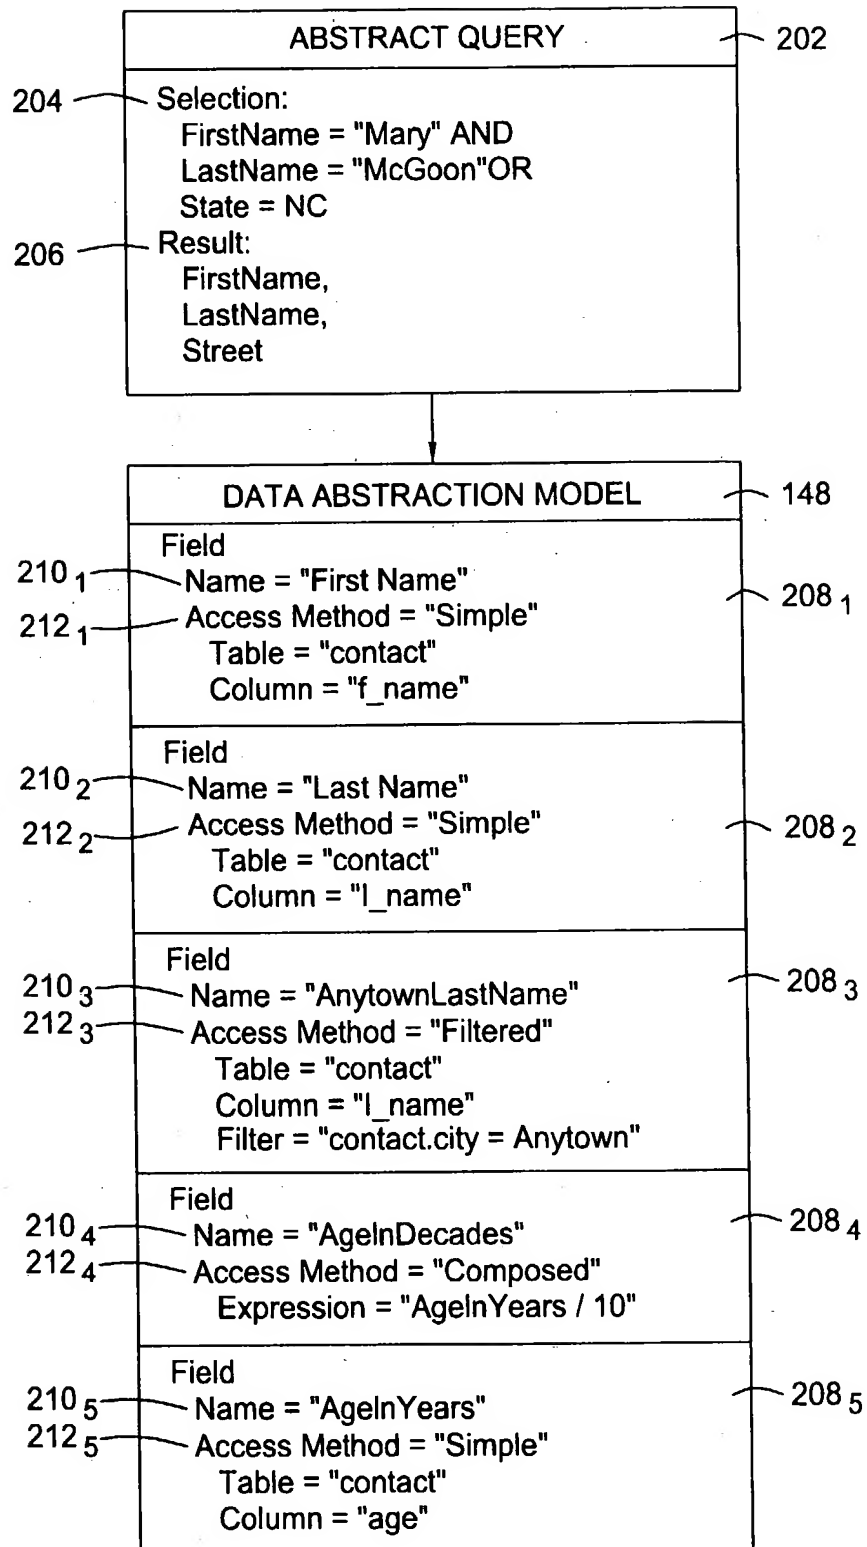 ABSTRACT QUERY 202
204 Selection:
FirstName = "Mary" AND
LastName = "McGoon"OR
State = NC
206 Result:
FirstName,
LastName,
Street
DATA ABSTRACTION MODEL 148
Field
210 1 Name = "First Name" 208 1
212 1 Access Method = "Simple"
Table = "contact"
Column = "f_name"
Field
210 2 Name = "Last Name"
212 2 Access Method = "Simple" 208 2
Table = "contact"
Column = "l_name"
Field
210 3 Name = "AnytownLastName" 208 3
212 3 Access Method = "Filtered"
Table = "contact"
Column = "l_name"
Filter = "contact.city = Anytown"
Field
210 4 Name = "AgeInDecades" 208 4
212 4 Access Method = "Composed"
Expression = "AgeInYears / 10"
Field
210 5 Name = "AgeInYears" 208 5
212 5 Access Method = "Simple"
Table = "contact"
Column = "age"